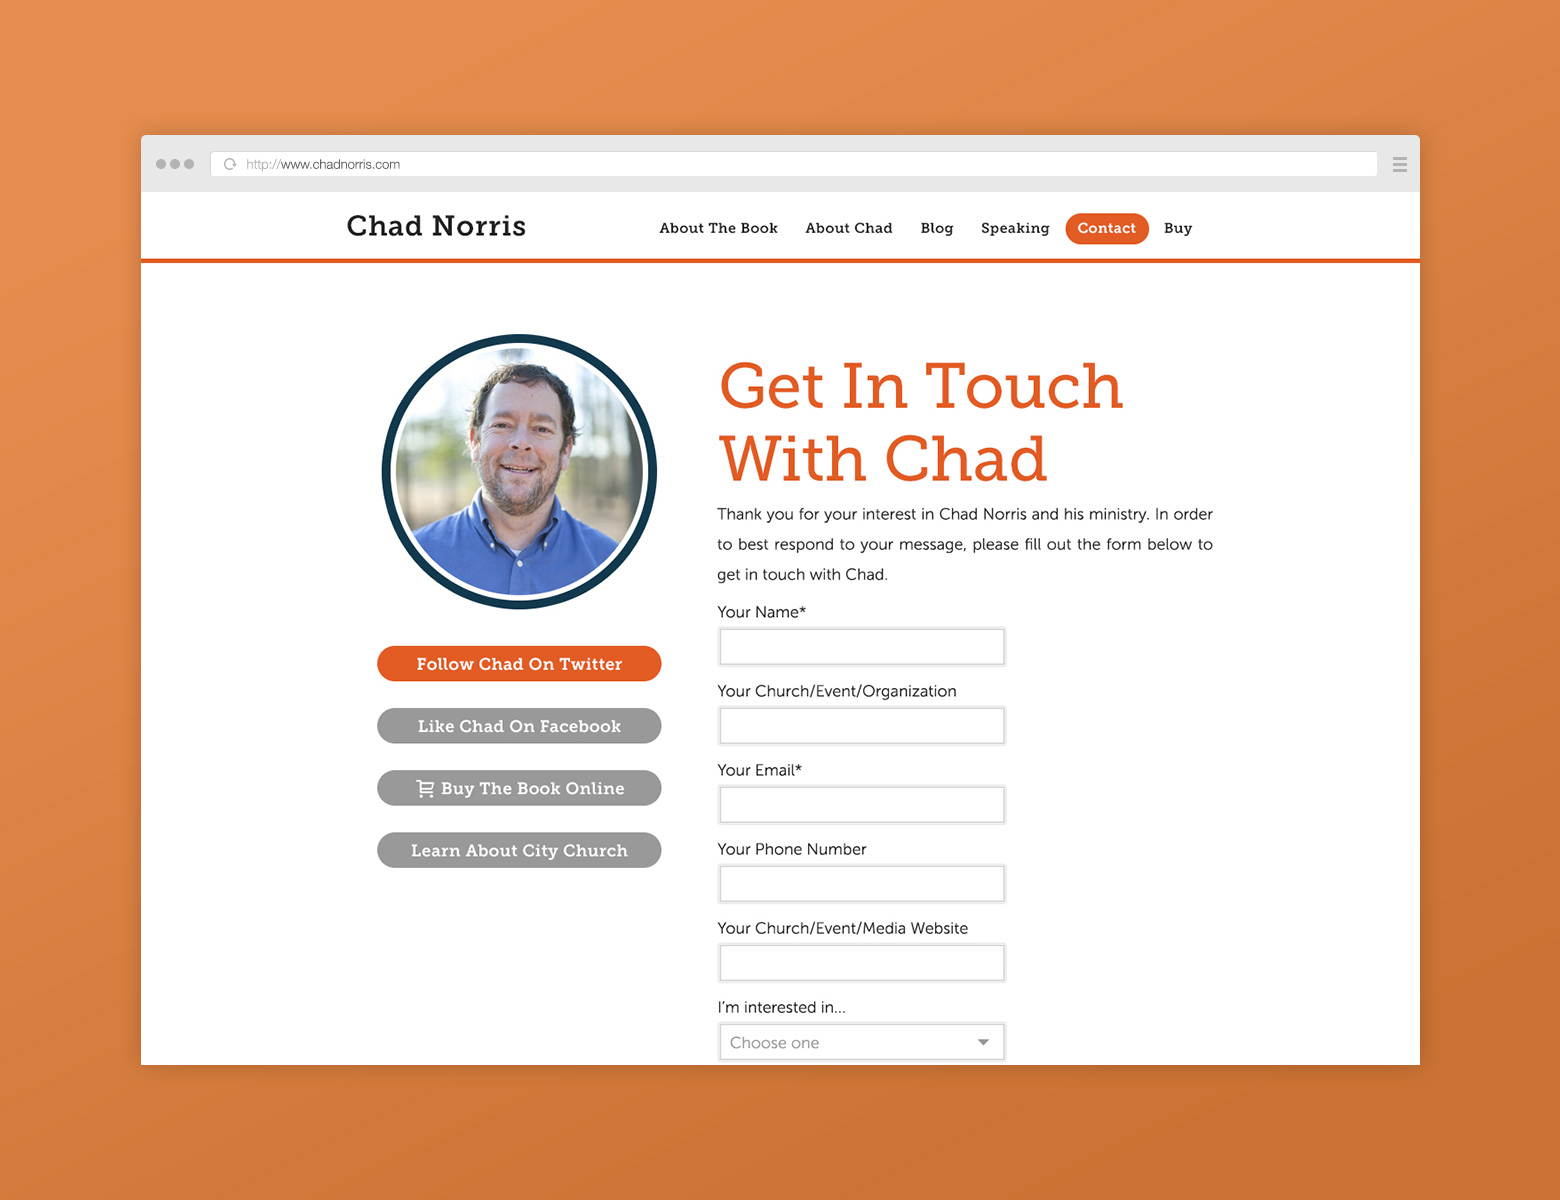 http://www.chadnorris.com
Chad Norris
About The Book About Chad Blog Speaking Contact Buy
Get In Touch
With Chad
Thank you for your interest in Chad Norris and his ministry. In order
to best respond to your message, please fill out the form below to
get in touch with Chad.
Your Name*
Your Church/Event/Organization
Your Email*
Your Phone Number
Your Church/Event/Media Website
I'm interested in...
Choose one
Follow Chad On Twitter
Like Chad On Facebook
Buy The Book Online
Learn About City Church